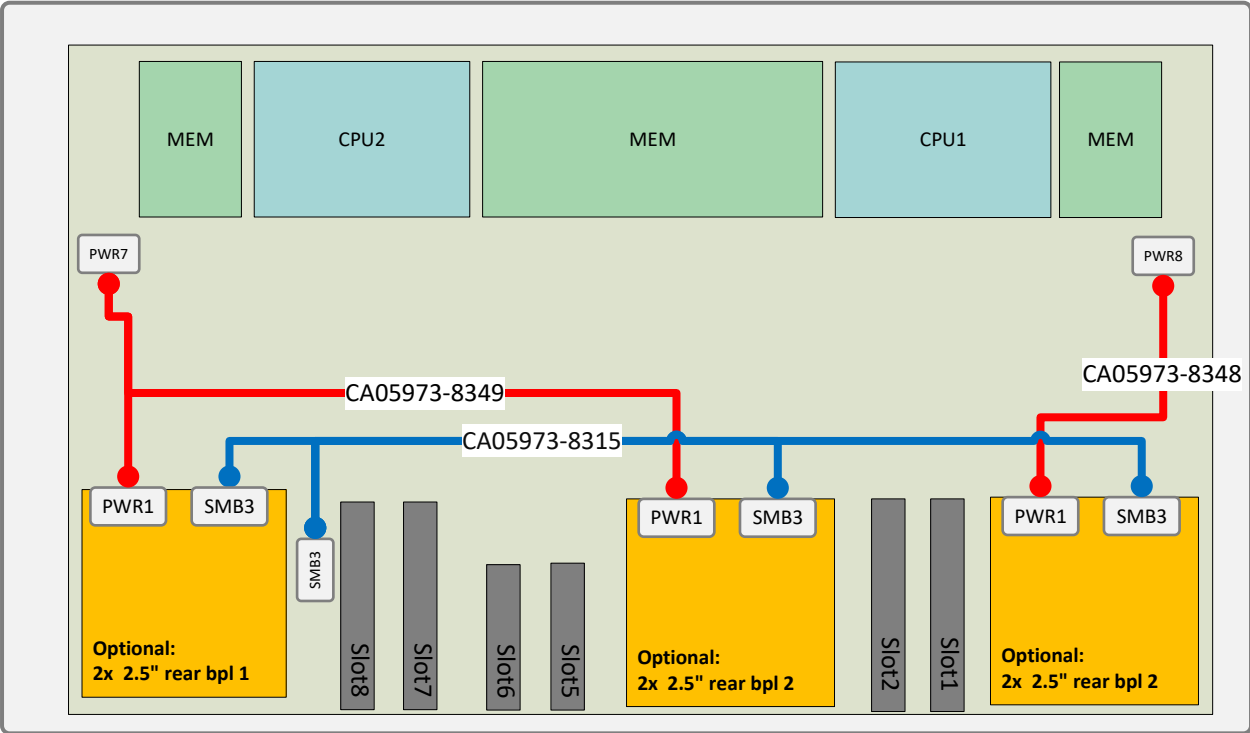 MEM
CPU2
MEM
CPU1
MEM
PWR7
PWR8
CA05973-8348
CA05973-8349
CA05973-8315
PWR1
SMB3
SMB3
PWR1
SMB3
PWR1
SMB3
Optional:
2x  2.5" rear bpl 1
Slot8
Slot7
Slot6
Slot5
Optional:
2x  2.5" rear bpl 2
Slot2
Slot1
Optional:
2x  2.5" rear bpl 2